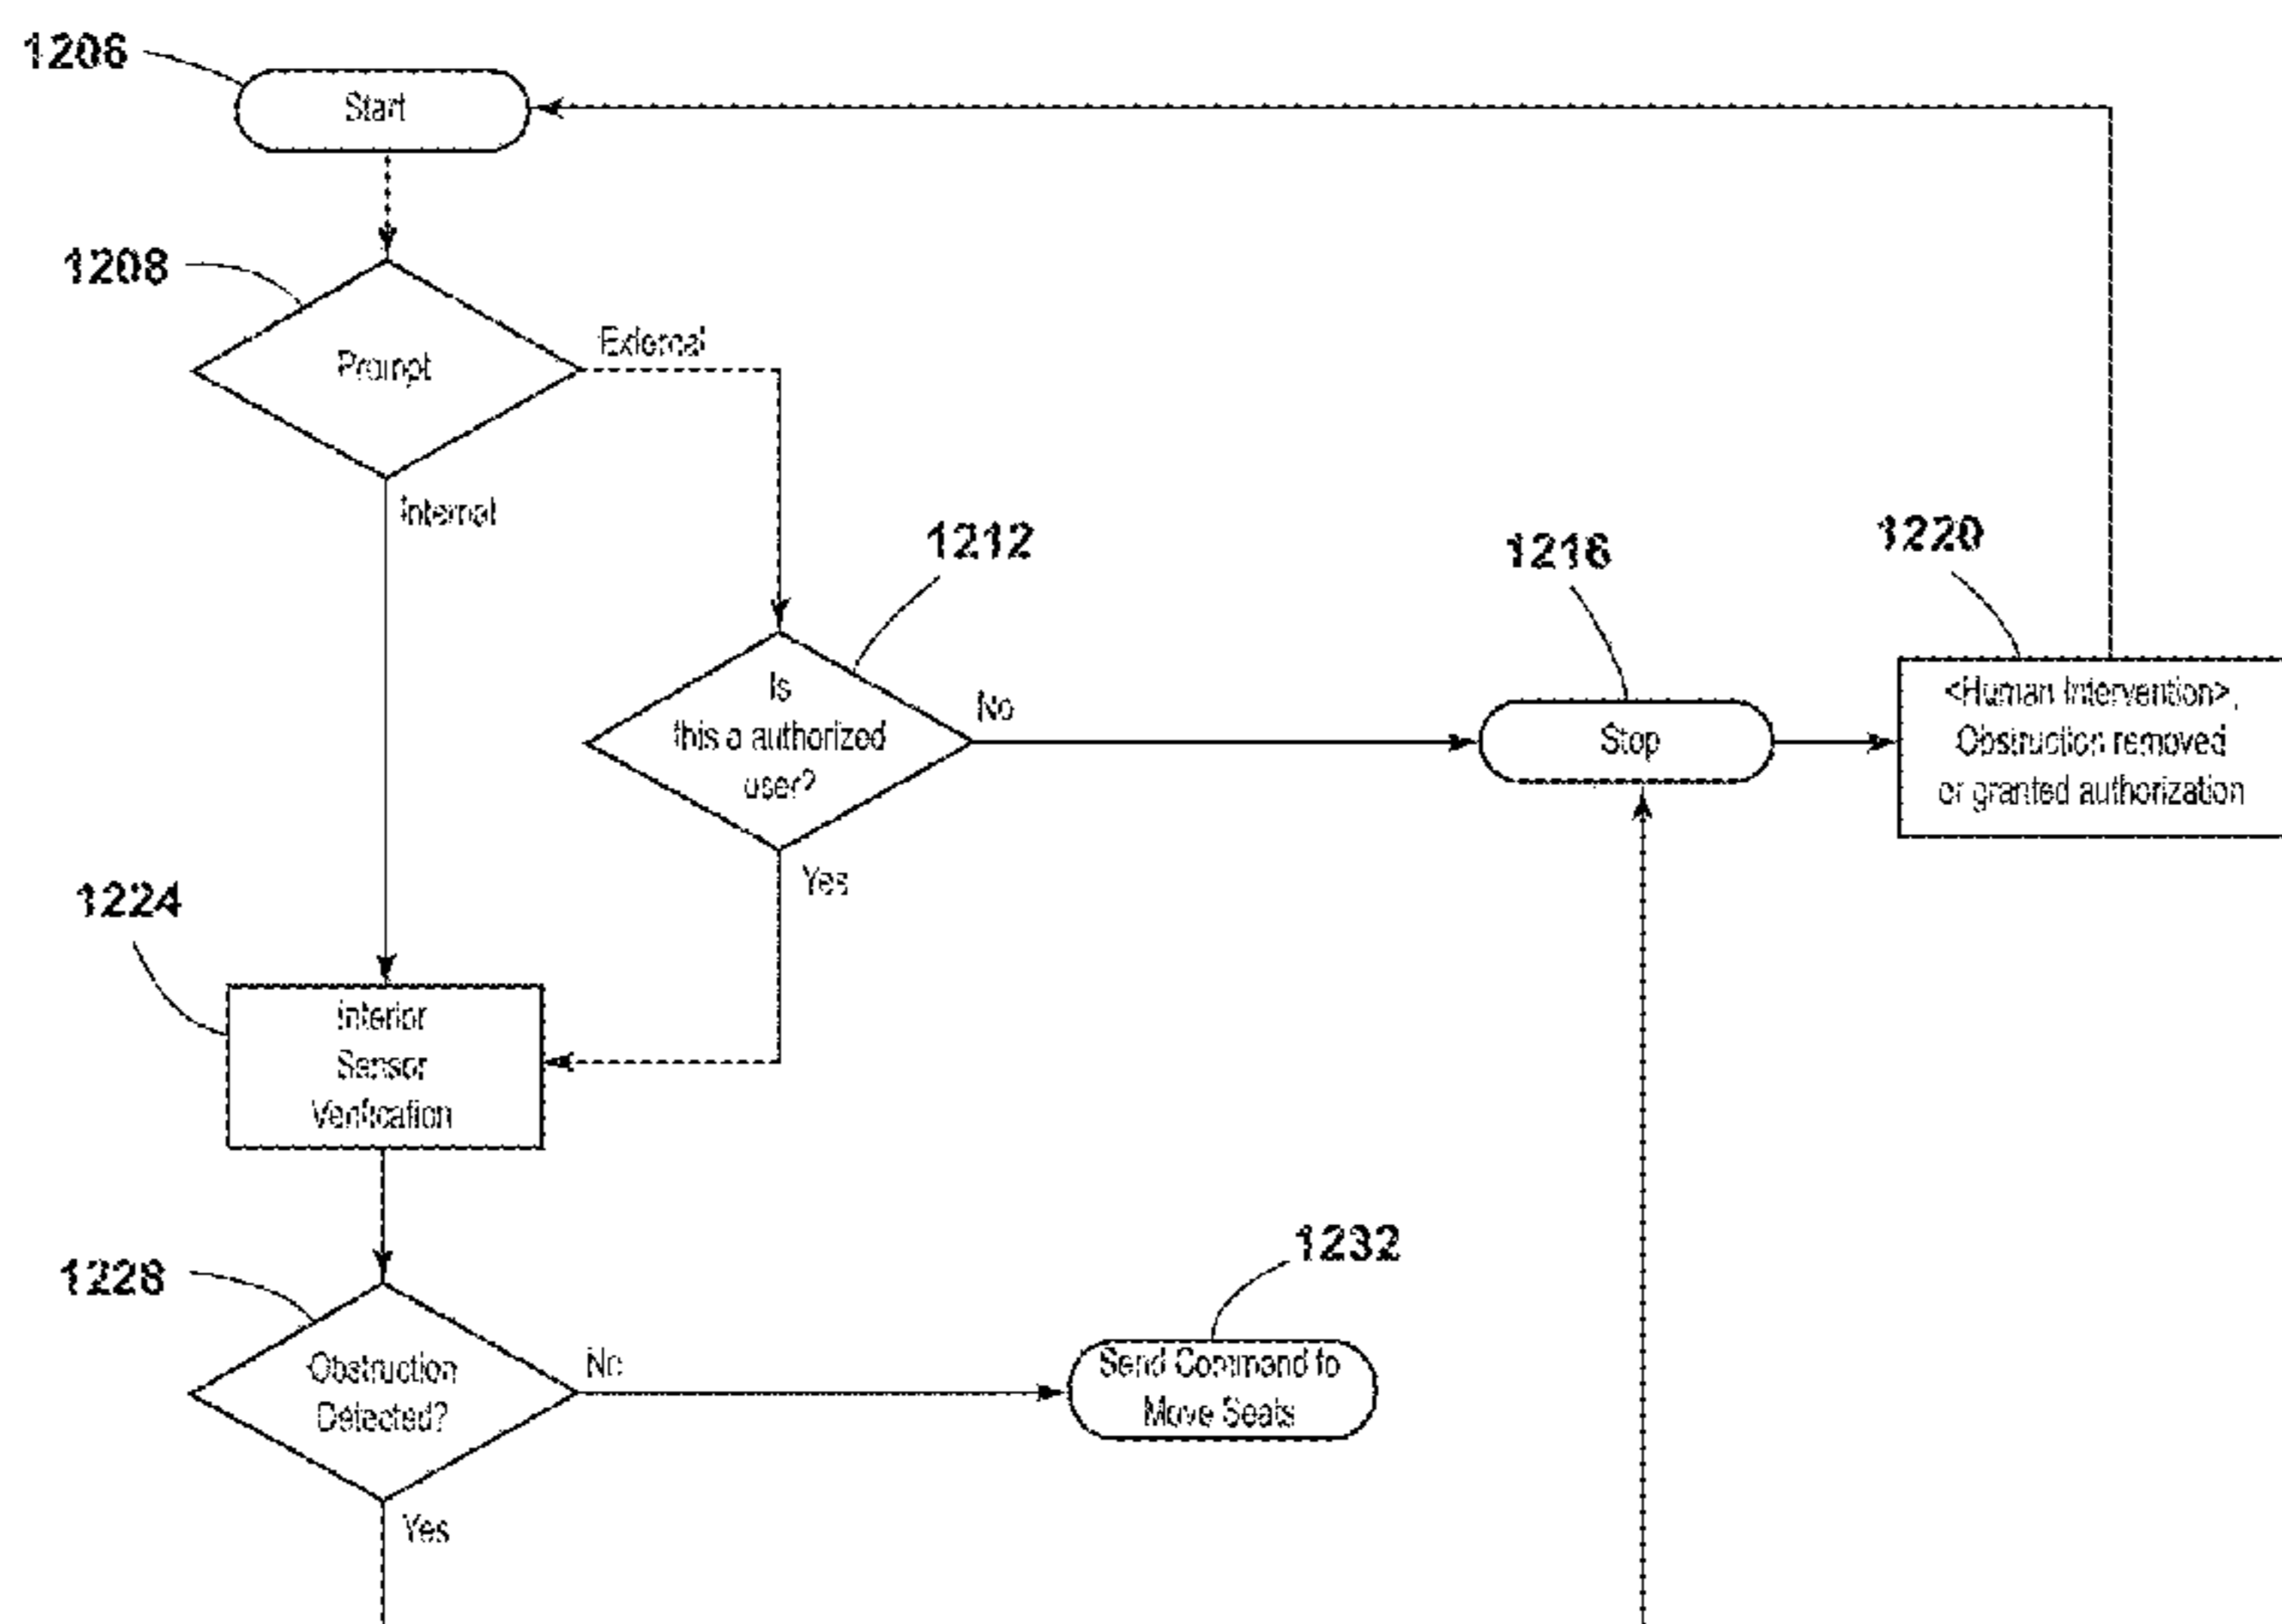 1206
Start
1208
Prompt
External
Internal
1212
Is
this a authorized
user?
No
Yes
1216
Stop
1220
<Human Intervention>,
Obstruction removed
or granted authorization
1224
Interior
Sensor
Verification
1228
Obstruction
Detected?
No
Yes
1232
Send Command to
Move Seats